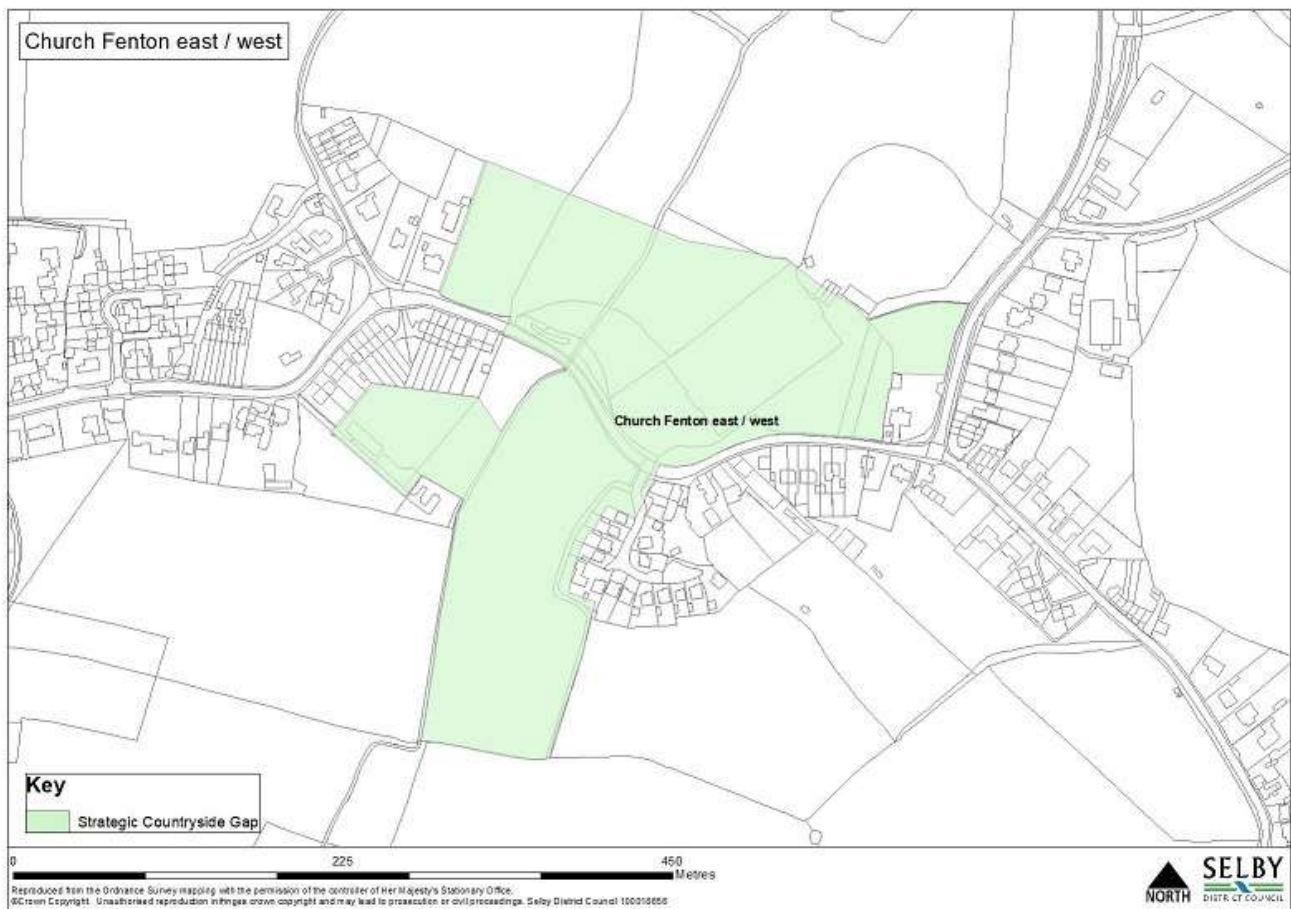 Church Fenton east / west
Church Fenton east / west
Key
Strategic Countryside Gap
0 225 450
Metres
Reproduced from the Ordnance Survey mapping with the permission of the controller of Her Majesty's Stationary Office.
©Crown Copyright. Unauthorised reproduction infringes crown copyright and may lead to prosecution or civil proceedings. Selby District Council 100018656
NORTH
SELBY
DISTRICT COUNCIL